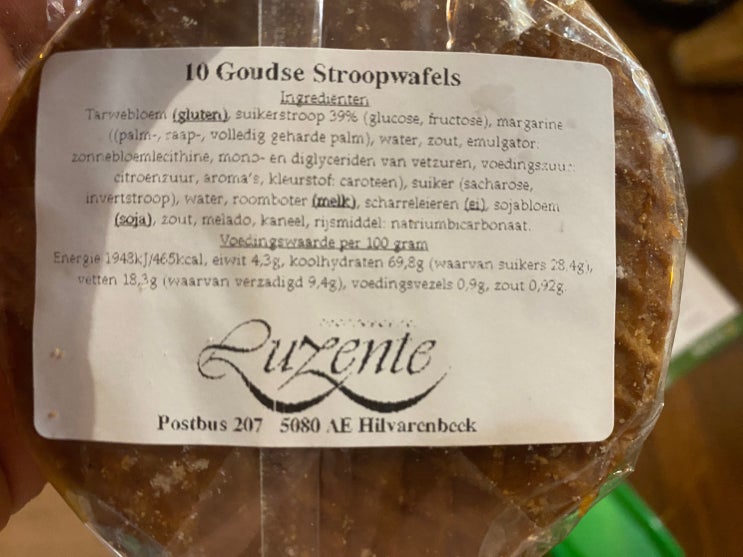 10 Goudse Stroopwafels
Ingrediënten
Tarwebloem (gluten), suikerstroop 39% (glucose, fructose), margarine
((palm-, raap-, volledig geharde palm), water, zout, emulgator:
zonnebloemlecithine, mono- en diglyceriden van vetzuren, voedingszuur:
citroenzuur, aroma's, kleurstof: caroteen), suiker (sacharose,
invertstroop), water, roomboter (melk), scharreleieren (ei), sojabloem
(soja), zout, melado, kaneel, rijsmiddel: natriumbicarbonaat.
Voedingswaarde per 100 gram
Energie 1948kJ/465kcal, eiwit 4,3g, koolhydraten 69,8g (waarvan suikers 28,4g),
vetten 18,3g (waarvan verzadigd 9,4g), voedingsvezels 0,9g, zout 0,92g.
Luzente
Postbus 207 5080 AE Hilvarenbeek